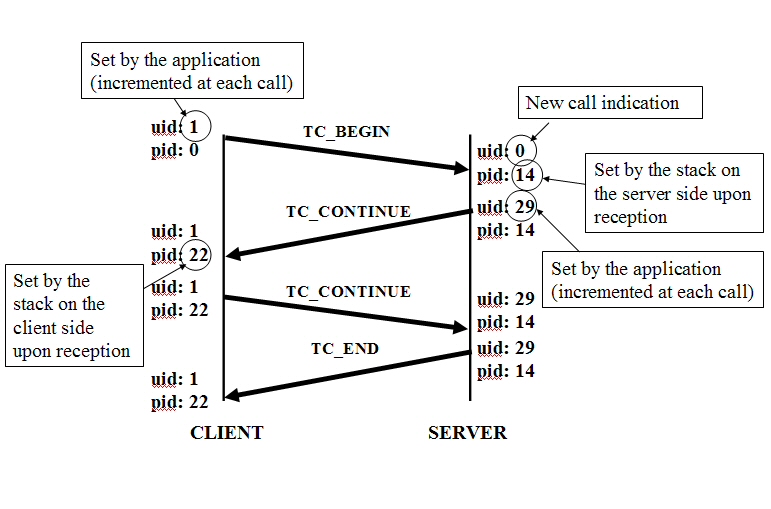 Set by the application
(incremented at each call)
New call indication
uid: 1
pid: 0
TC_BEGIN
uid: 0
pid: 14
Set by the stack on
the server side upon
reception
TC_CONTINUE
uid: 29
pid: 14
uid: 1
pid: 22
Set by the application
(incremented at each call)
Set by the
stack on the
client side
upon reception
uid: 1
pid: 22
TC_CONTINUE
uid: 29
pid: 14
TC_END
uid: 29
pid: 14
uid: 1
pid: 22
CLIENT
SERVER